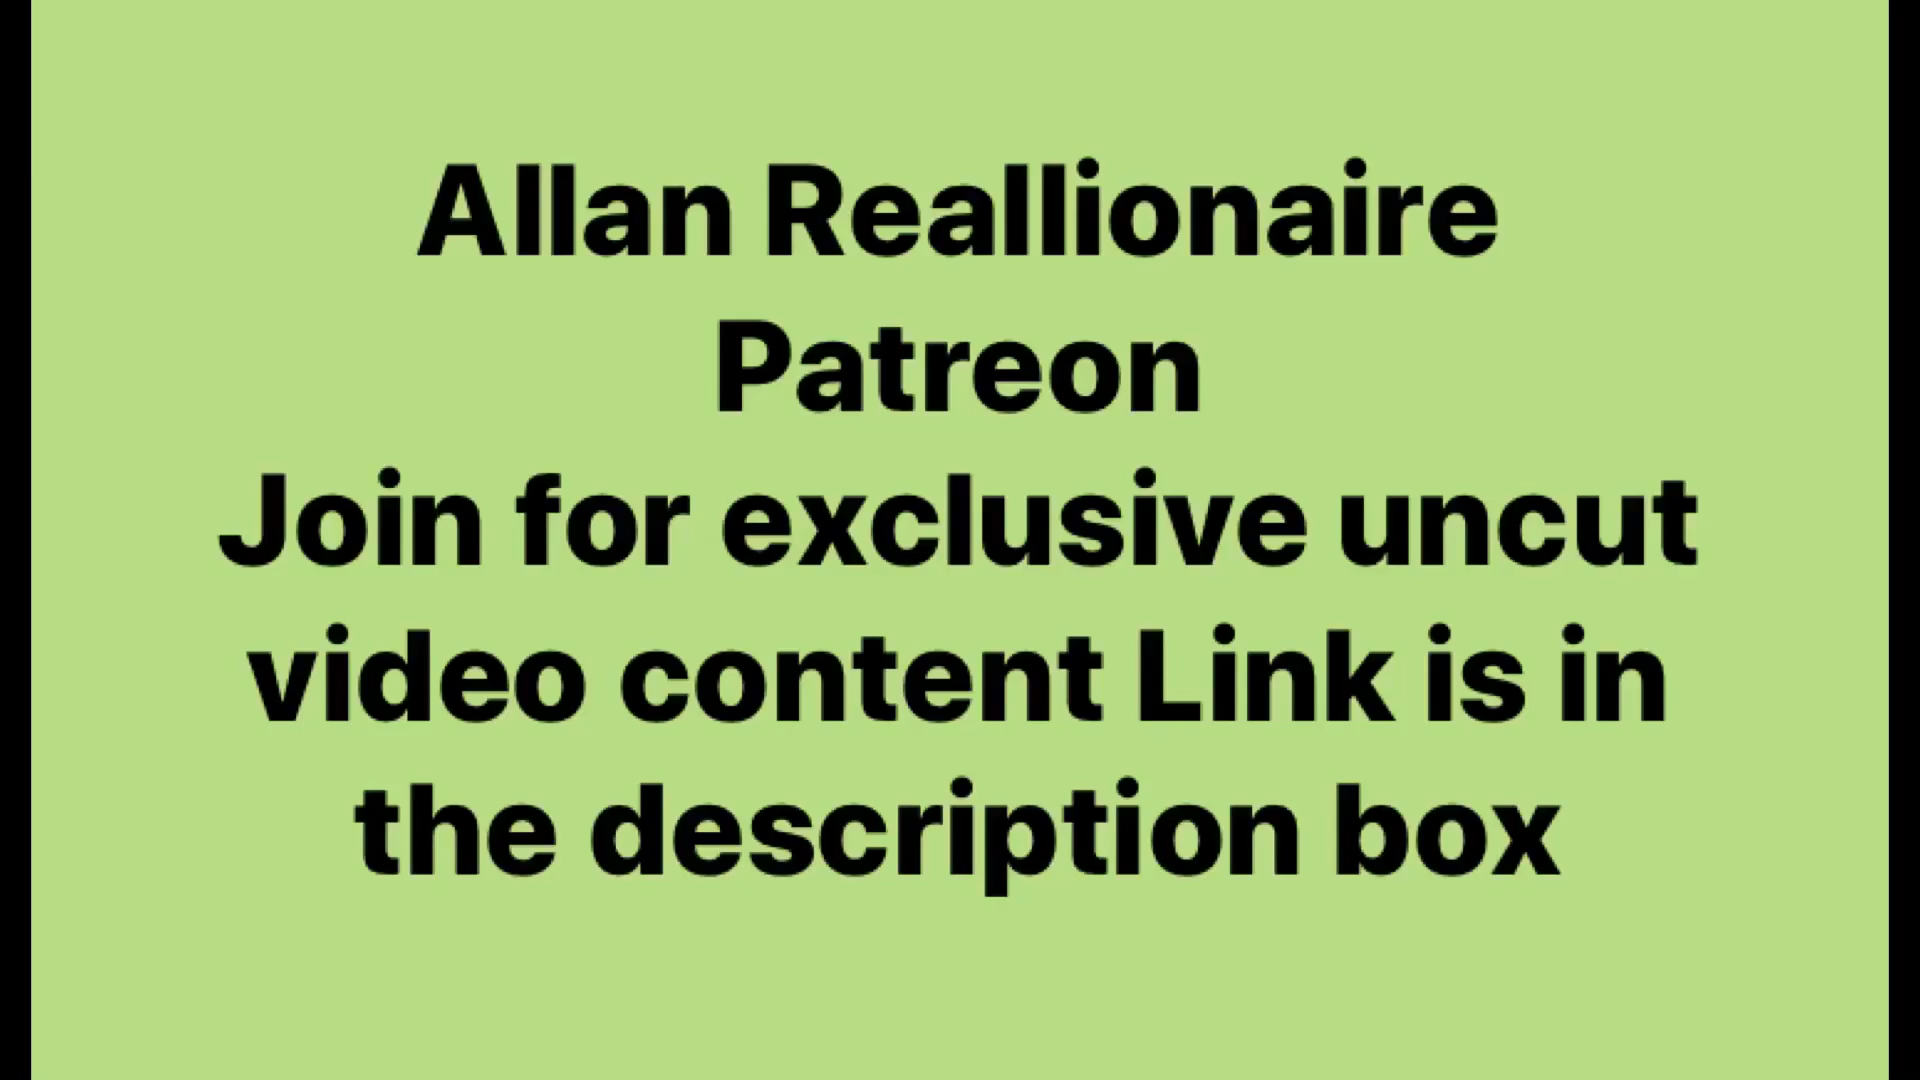 Allan Reallionaire
Patreon
Join for exclusive uncut
video content Link is in
the description box